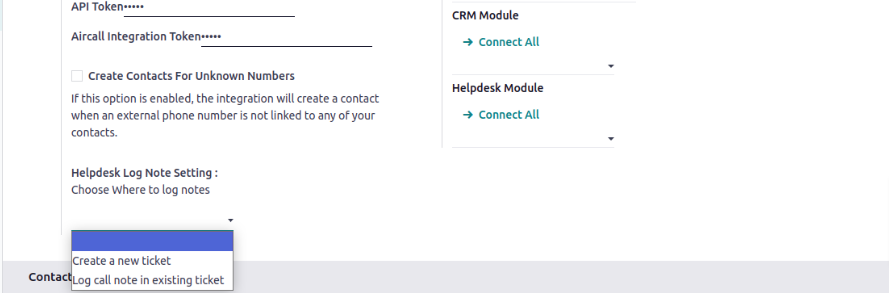 API Token•••••
Aircall Integration Token•••••
Create Contacts For Unknown Numbers
If this option is enabled, the integration will create a contact
when an external phone number is not linked to any of your
contacts.
Helpdesk Log Note Setting :
Choose Where to log notes
Create a new ticket
Log call note in existing ticket
Contact
CRM Module
→ Connect All
Helpdesk Module
→ Connect All